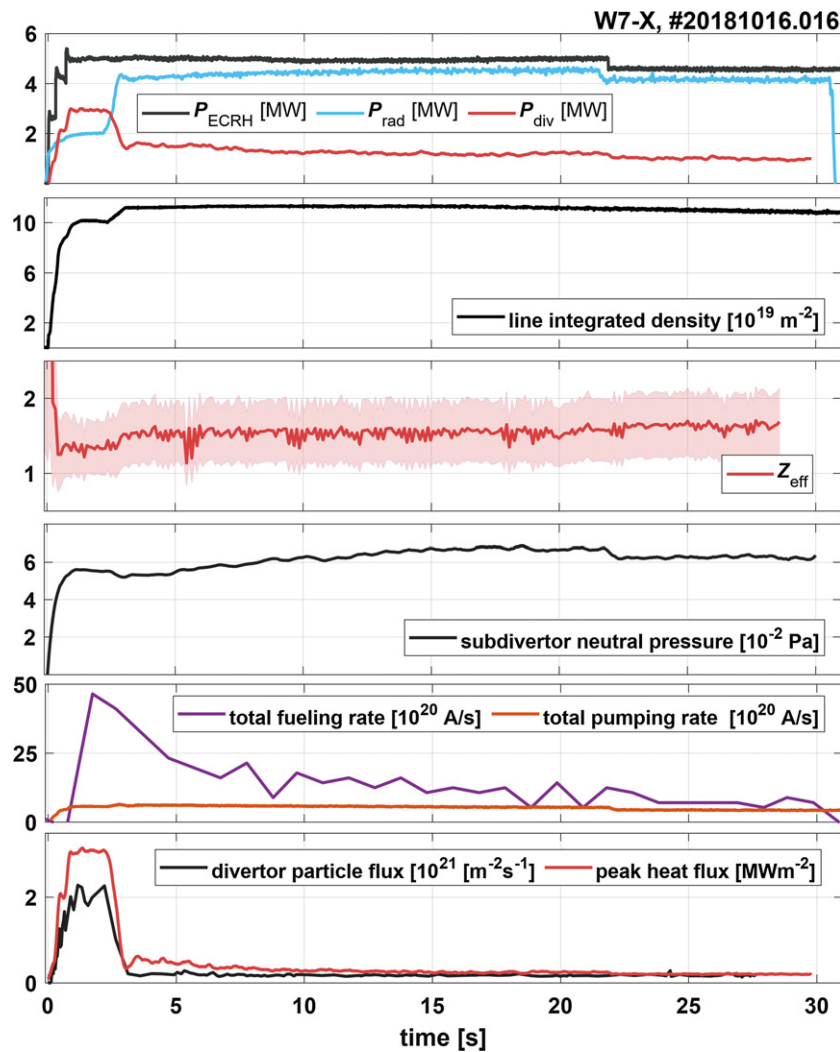 W7-X, #20181016.016
6
4
2
P_ECRH [MW] P_rad [MW] P_div [MW]
10
6
2
line integrated density [10^19 m^-2]
2
1
Z_eff
6
4
2
subdivertor neutral pressure [10^-2 Pa]
50
25
0
total fueling rate [10^20 A/s] total pumping rate [10^20 A/s]
2
0
divertor particle flux [10^21 [m^-2s^-1] peak heat flux [MWm^-2]
0 5 10 15 20 25 30
time [s]